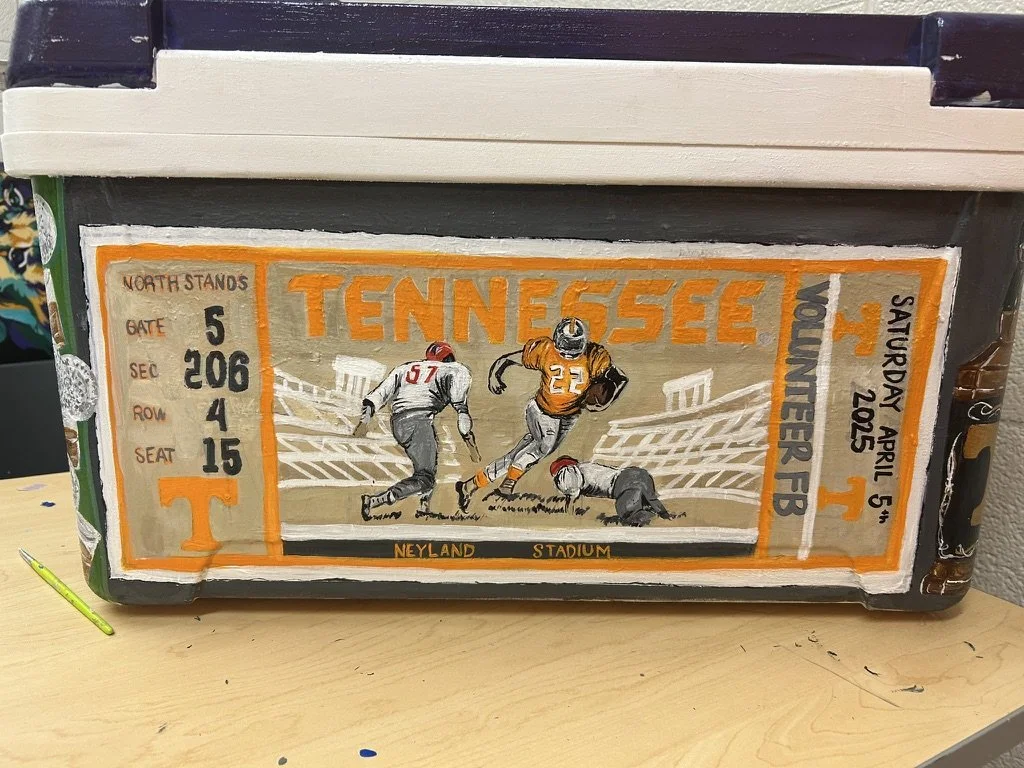 NORTH STANDS
GATE 5
SEC 206
ROW 4
SEAT 15
T
TENNESSEE
57
22
NEYLAND STADIUM
VOLUNTEER FB
T
T
SATURDAY APRIL 5th
2025